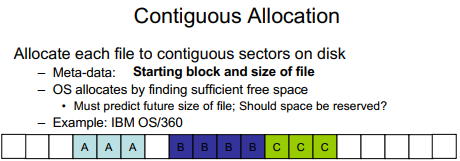 Contiguous Allocation
Allocate each file to contiguous sectors on disk
– Meta-data: Starting block and size of file
– OS allocates by finding sufficient free space
• Must predict future size of file; Should space be reserved?
– Example: IBM OS/360
A A A B B B B C C C